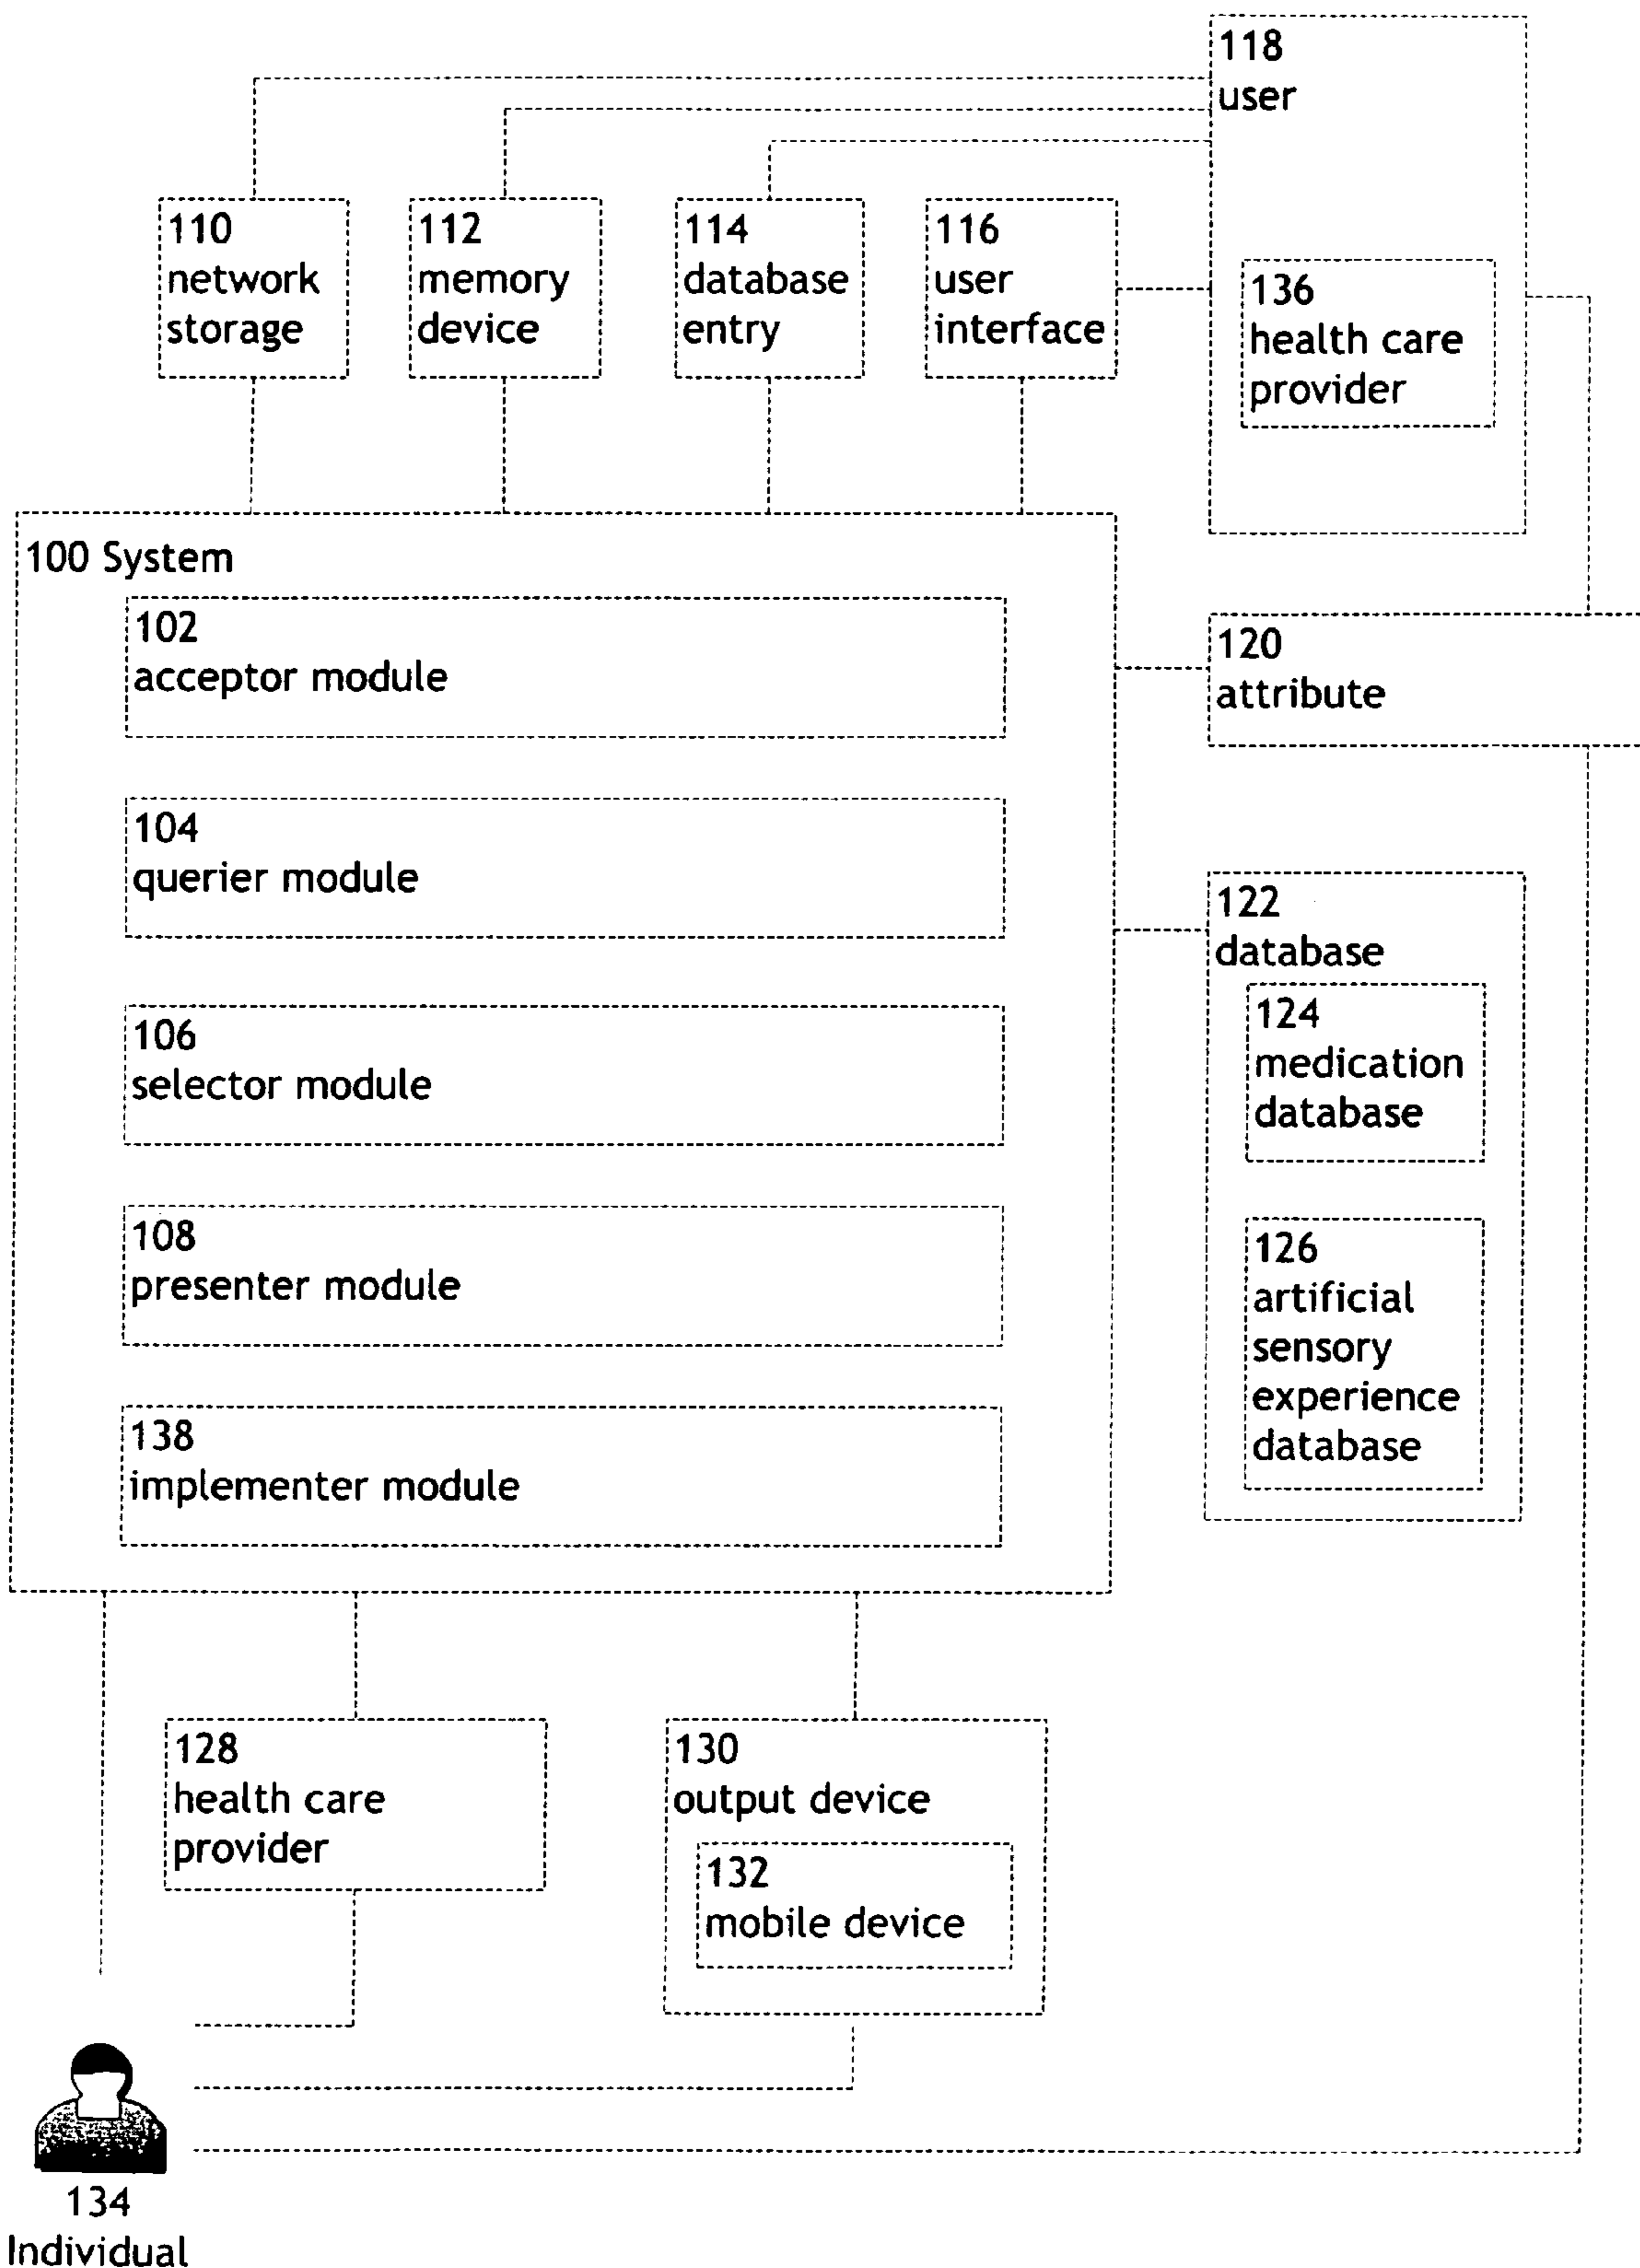 118
user
110
network
storage
112
memory
device
114
database
entry
116
user
interface
136
health care
provider
100 System
102
acceptor module
120
attribute
104
querier module
122
database
106
selector module
124
medication
database
108
presenter module
126
artificial
sensory
experience
database
138
implementer module
128
health care
provider
130
output device
132
mobile device
134
Individual